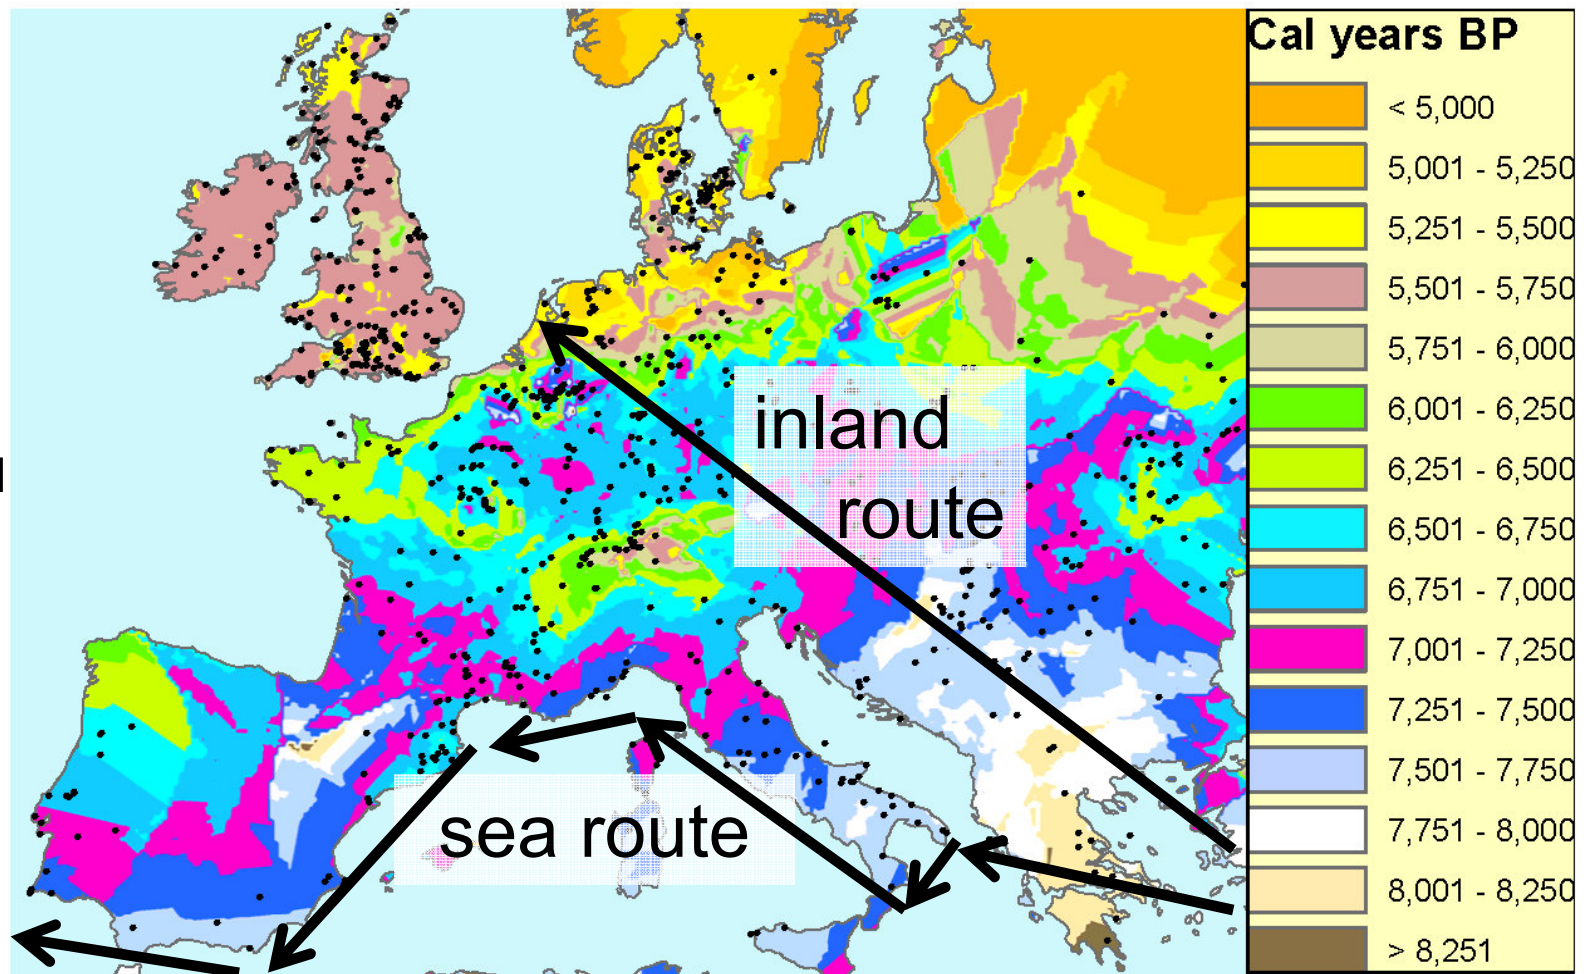 inland
route
sea route
Cal years BP
< 5,000
5,001 - 5,250
5,251 - 5,500
5,501 - 5,750
5,751 - 6,000
6,001 - 6,250
6,251 - 6,500
6,501 - 6,750
6,751 - 7,000
7,001 - 7,250
7,251 - 7,500
7,501 - 7,750
7,751 - 8,000
8,001 - 8,250
> 8,251